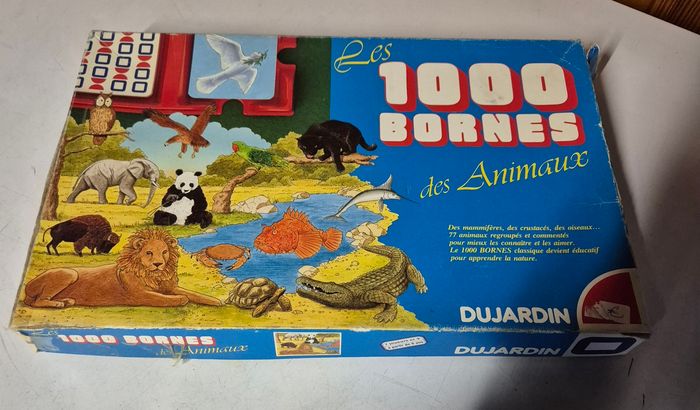 Les
1000
BORNES
des Animaux
Des mammifères, des crustacés, des oiseaux...
77 animaux regroupés et commentés
pour mieux les connaître et les aimer.
Le 1000 BORNES classique devient éducatif
pour apprendre la nature.
DUJARDIN
Les
1000 BORNES
des Animaux
DUJARDIN